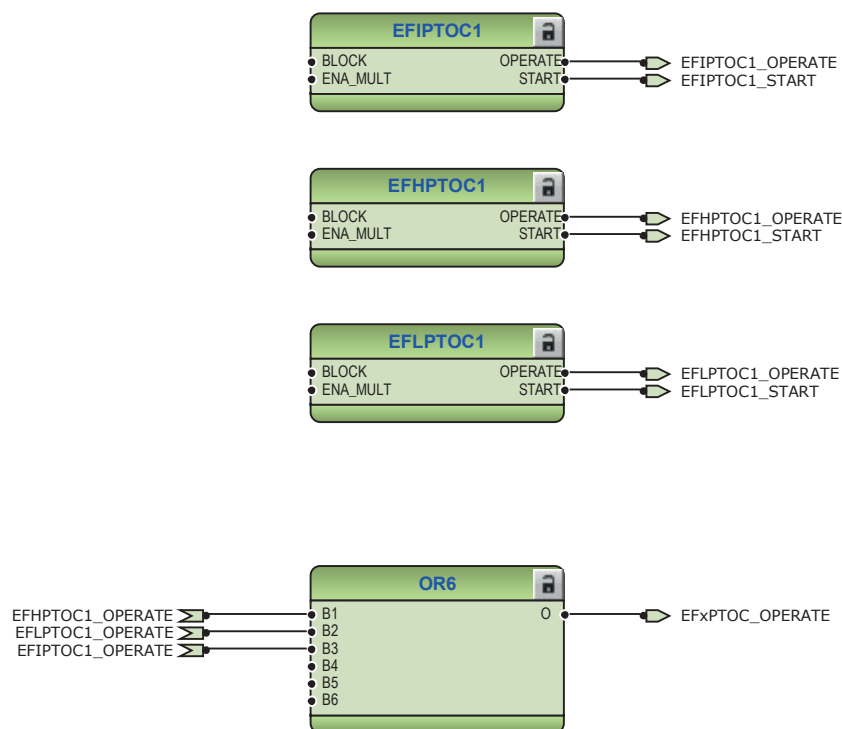 EFIPTOC1
BLOCK OPERATE EFIPTOC1_OPERATE
ENA_MULT START EFIPTOC1_START
EFHPTOC1
BLOCK OPERATE EFHPTOC1_OPERATE
ENA_MULT START EFHPTOC1_START
EFLPTOC1
BLOCK OPERATE EFLPTOC1_OPERATE
ENA_MULT START EFLPTOC1_START
OR6
EFHPTOC1_OPERATE B1 O EFxPTOC_OPERATE
EFLPTOC1_OPERATE B2
EFIPTOC1_OPERATE B3
B4
B5
B6